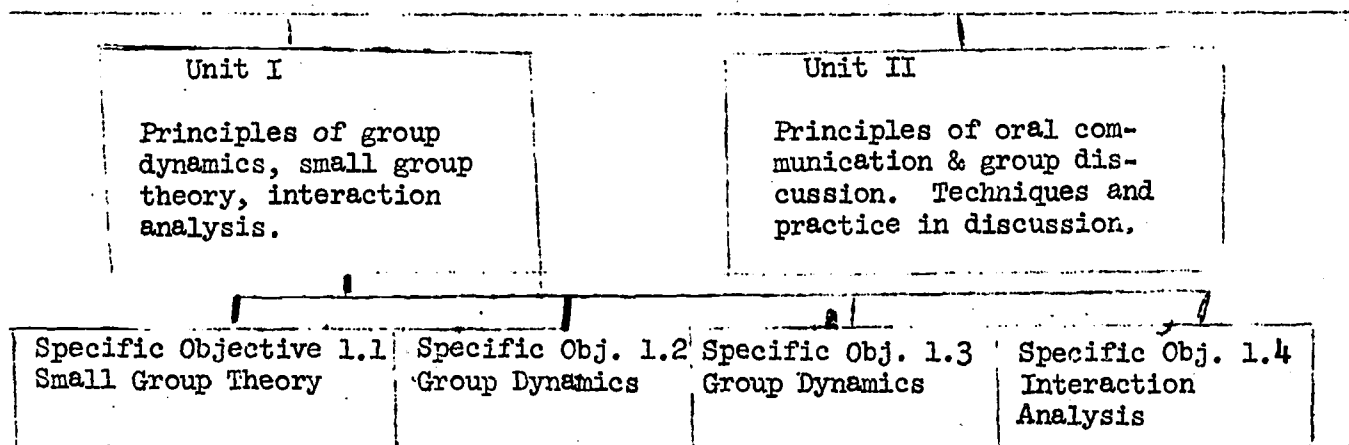 Unit I
Principles of group
dynamics, small group
theory, interaction
analysis.
Unit II
Principles of oral com-
munication & group dis-
cussion. Techniques and
practice in discussion.
Specific Objective 1.1
Small Group Theory
Specific Obj. 1.2
Group Dynamics
Specific Obj. 1.3
Group Dynamics
Specific Obj. 1.4
Interaction
Analysis